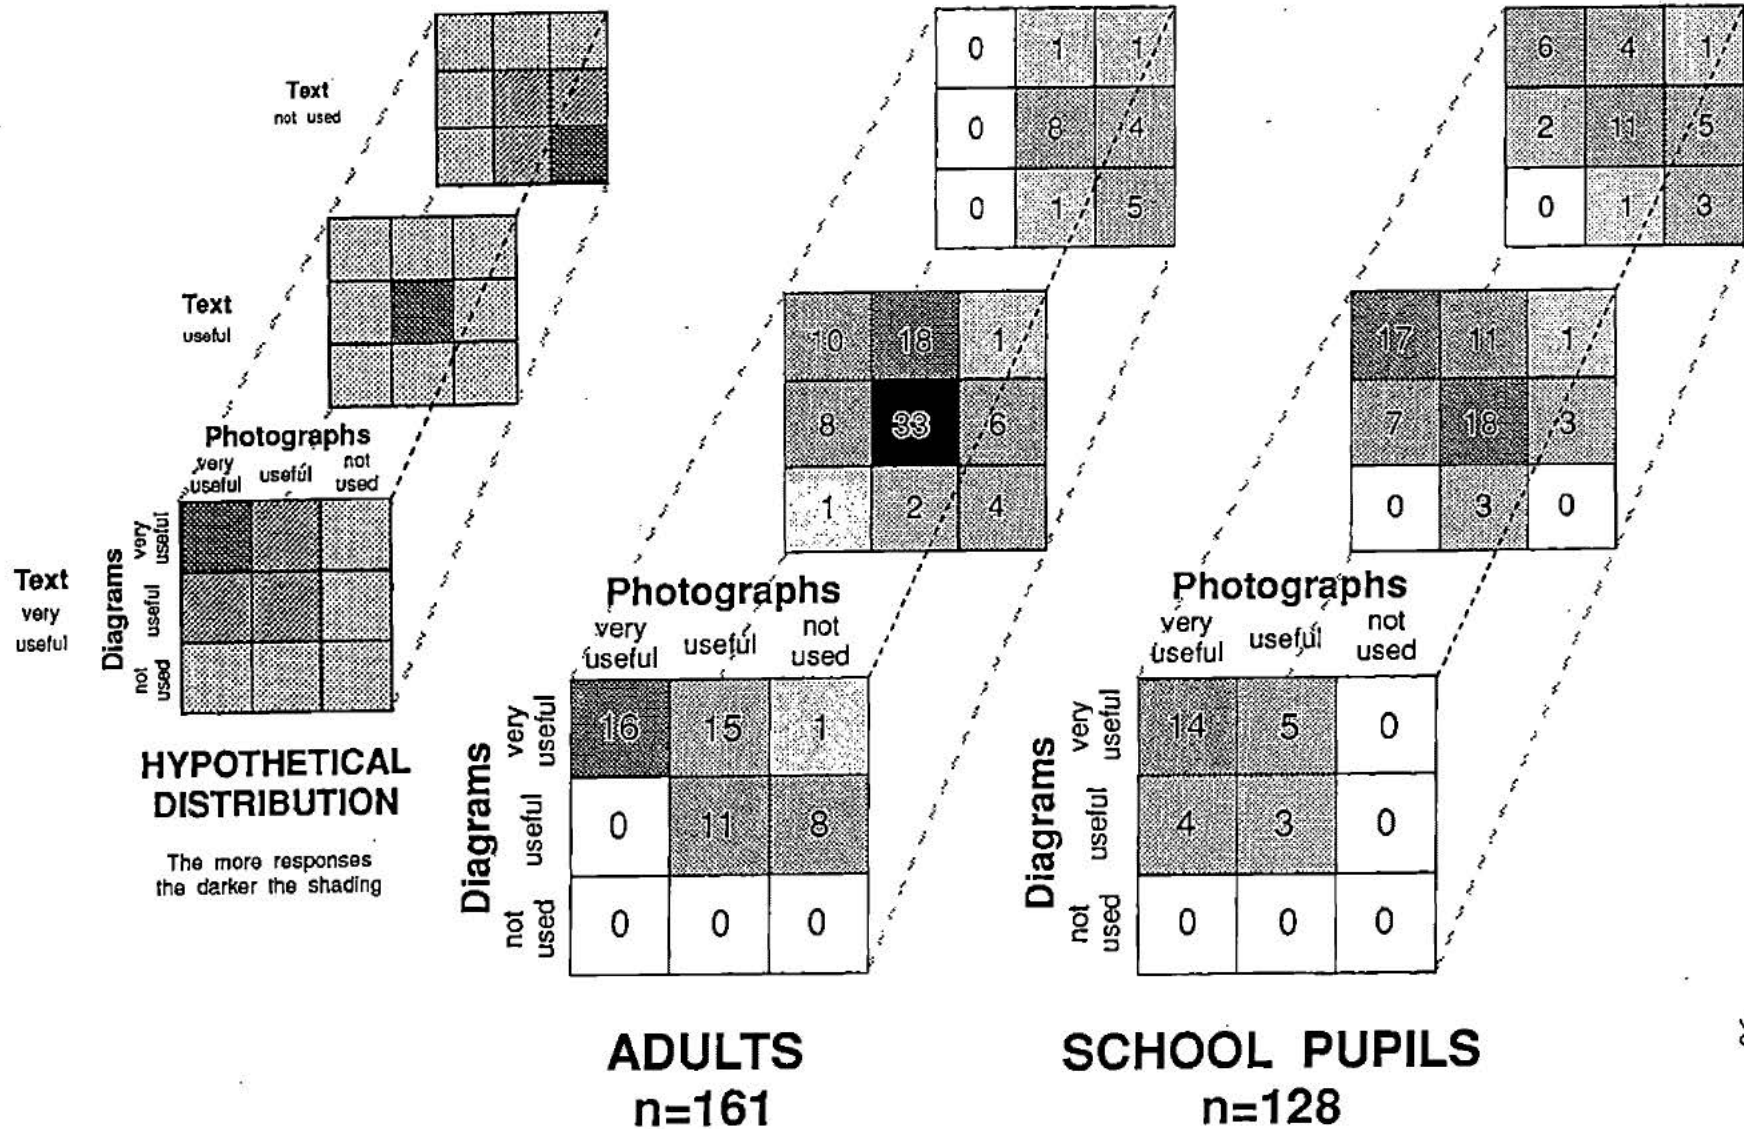 Text
not used
Text
useful
Photographs
very useful
useful
not used
Text
very
useful
Diagrams
very useful
useful
not used
HYPOTHETICAL
DISTRIBUTION
The more responses
the darker the shading
0 1 1
0 8 4
0 1 5
10 18 1
8 33 6
1 2 4
Photographs
very useful
useful
not used
Diagrams
very useful
useful
not used
16 15 1
0 11 8
0 0 0
ADULTS
n=161
6 4 1
2 11 5
0 1 3
17 11 1
7 18 3
0 3 0
Photographs
very useful
useful
not used
Diagrams
very useful
useful
not used
14 5 0
4 3 0
0 0 0
SCHOOL PUPILS
n=128